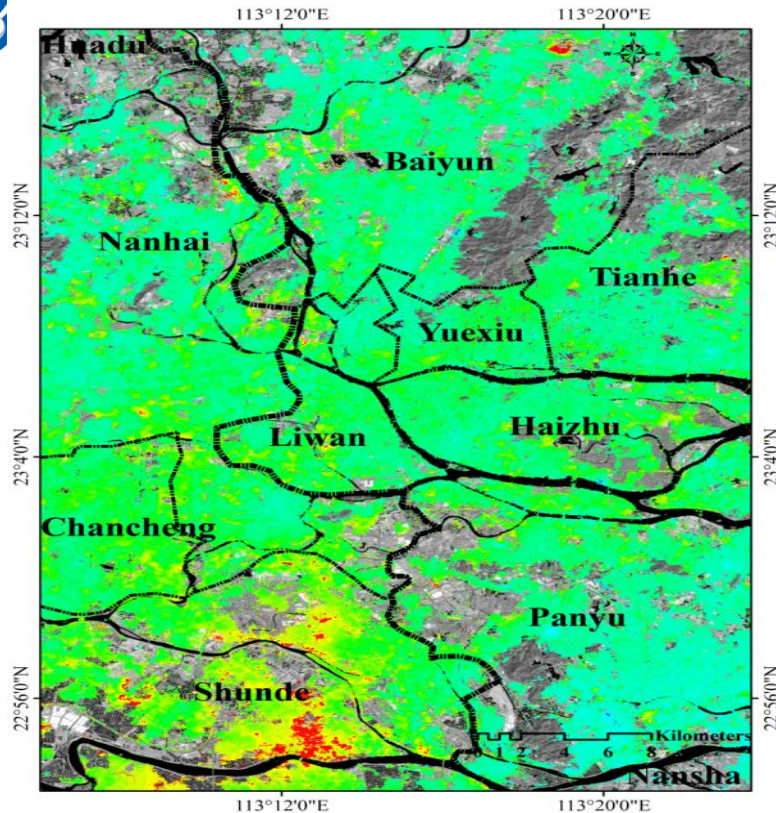 113°12'0"E 113°20'0"E
Huadu
N
W E
S
Baiyun
23°12'0"N 23°12'0"N
Nanhai
Tianhe
Yuexiu
Haizhu
Liwan
23°4'0"N 23°4'0"N
Chancheng
Panyu
Shunde
22°56'0"N 22°56'0"N
Kilometers
0 1 2 4 6 8
Nansha
113°12'0"E 113°20'0"E